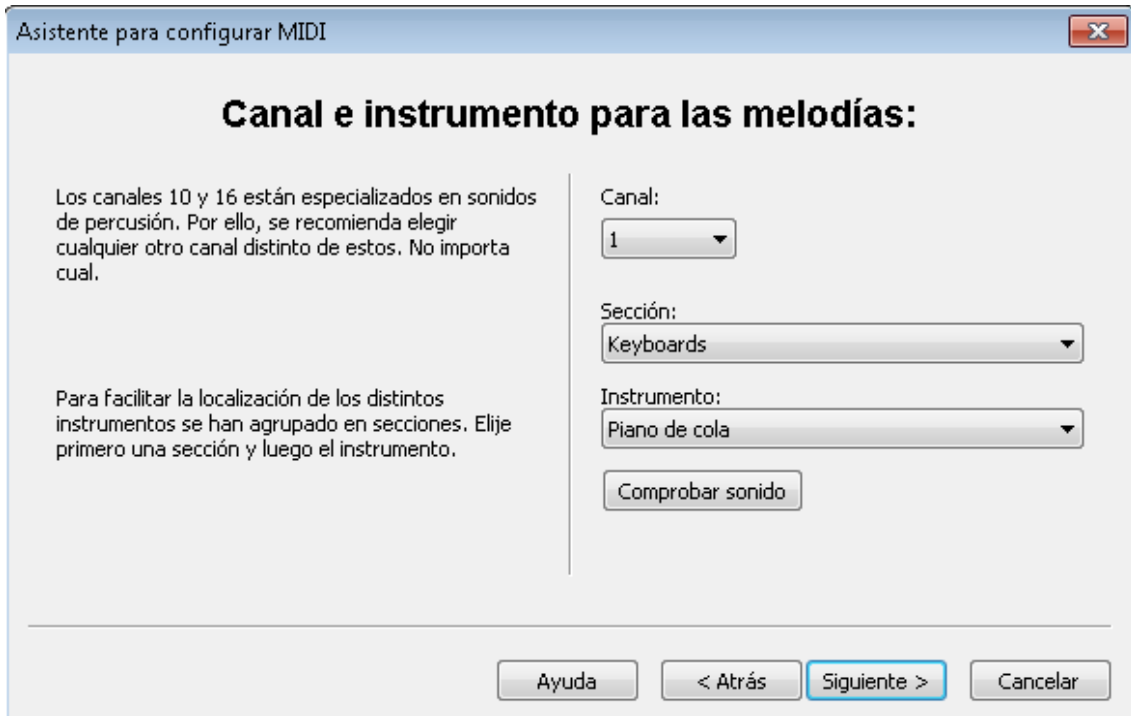 Asistente para configurar MIDI
Canal e instrumento para las melodías:
Los canales 10 y 16 están especializados en sonidos
de percusión. Por ello, se recomienda elegir
cualquier otro canal distinto de estos. No importa
cual.
Para facilitar la localización de los distintos
instrumentos se han agrupado en secciones. Elije
primero una sección y luego el instrumento.
Canal:
1
Sección:
Keyboards
Instrumento:
Piano de cola
Comprobar sonido
Ayuda
< Atrás
Siguiente >
Cancelar